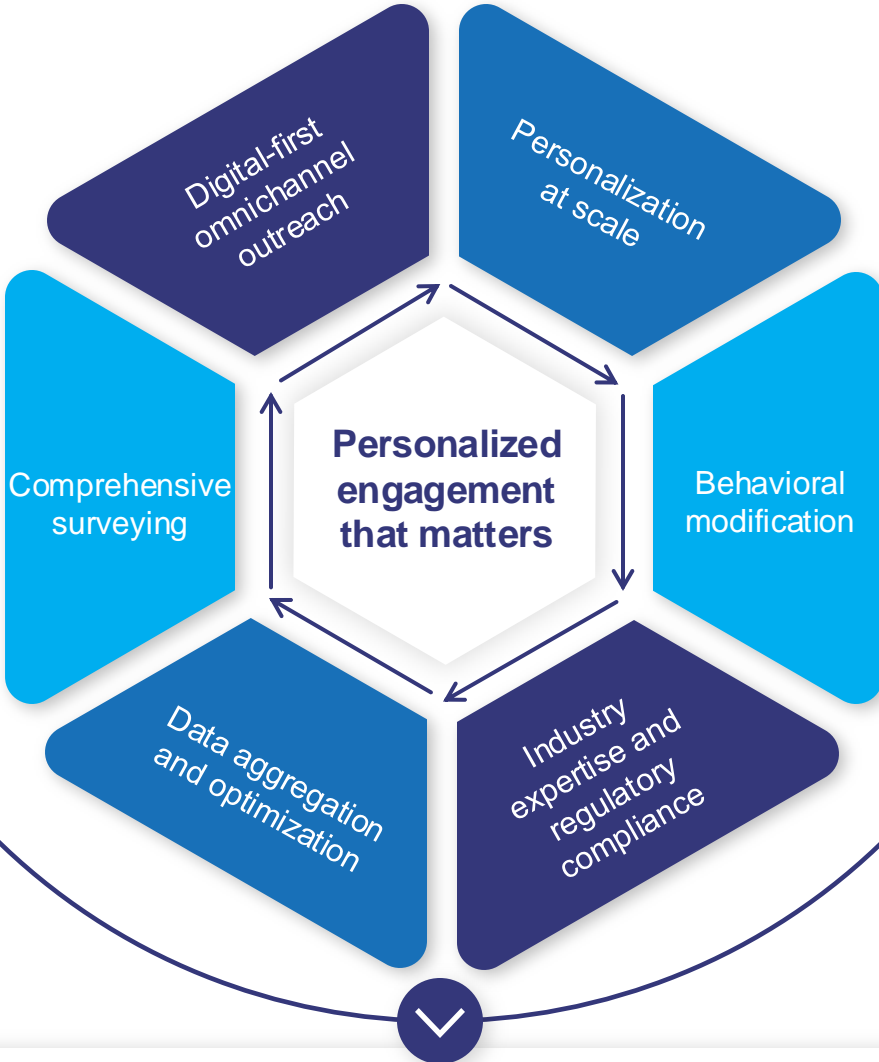 Digital-first
omnichannel
outreach
Personalization
at scale
Comprehensive
surveying
Personalized
engagement
that matters
Behavioral
modification
Data aggregation
and optimization
Industry
expertise and
regulatory
compliance